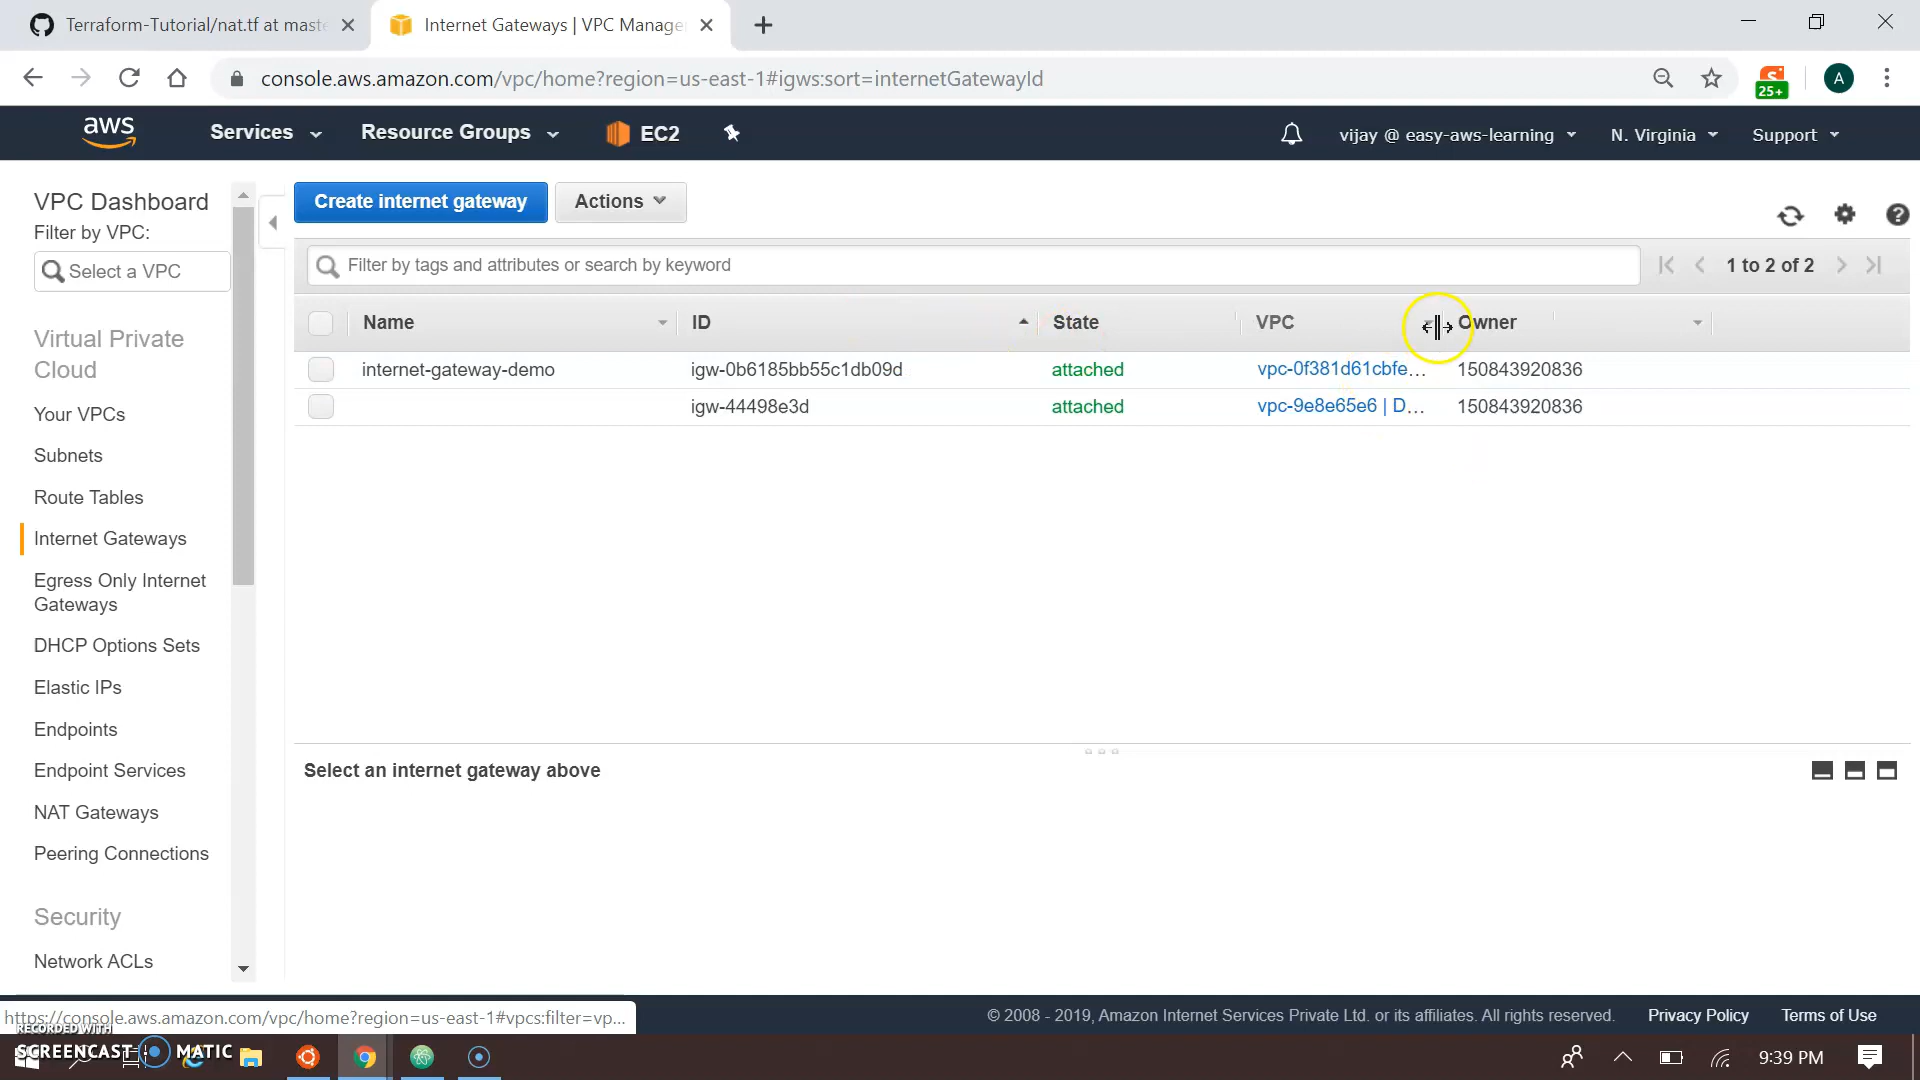 Terraform-Tutorial/nat.tf at maste
Internet Gateways | VPC Manage
console.aws.amazon.com/vpc/home?region=us-east-1#igws:sort=internetGatewayId
25+
A
aws
Services
Resource Groups
EC2
vijay @ easy-aws-learning
N. Virginia
Support
VPC Dashboard
Filter by VPC:
Select a VPC
Virtual Private
Cloud
Your VPCs
Subnets
Route Tables
Internet Gateways
Egress Only Internet
Gateways
DHCP Options Sets
Elastic IPs
Endpoints
Endpoint Services
NAT Gateways
Peering Connections
Security
Network ACLs
Create internet gateway
Actions
Filter by tags and attributes or search by keyword
1 to 2 of 2
Name ID State VPC Owner
internet-gateway-demo igw-0b6185bb55c1db09d attached vpc-0f381d61cbfe... 150843920836
igw-44498e3d attached vpc-9e8e65e6 | D... 150843920836
Select an internet gateway above
https://console.aws.amazon.com/vpc/home?region=us-east-1#vpcs:filter=vp...
© 2008 - 2019, Amazon Internet Services Private Ltd. or its affiliates. All rights reserved.
Privacy Policy
Terms of Use
RECORDED WITH
SCREENCAST MATIC
9:39 PM